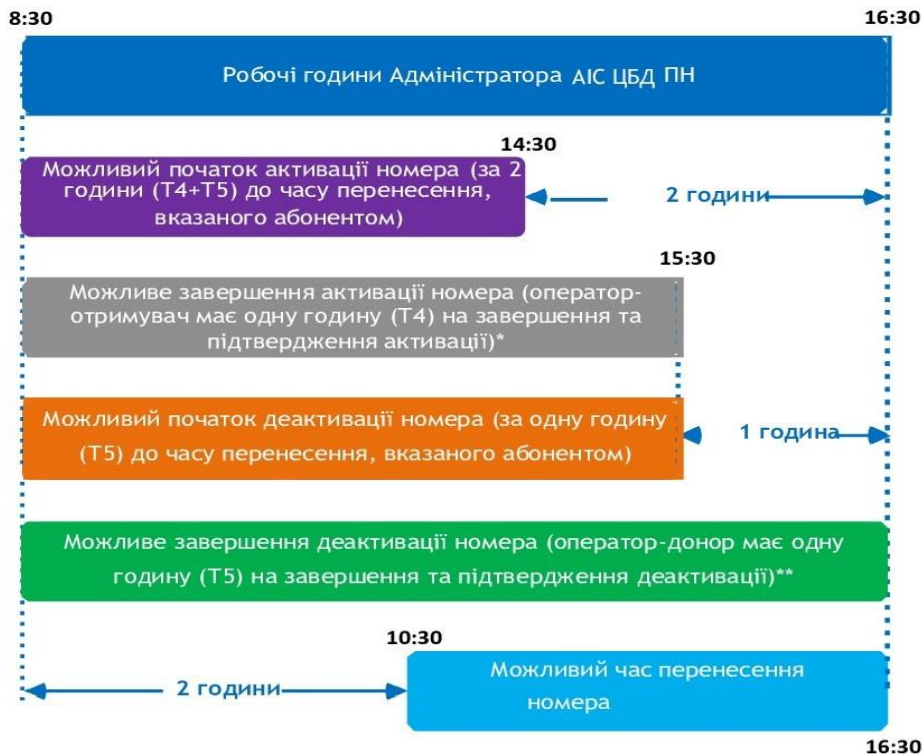 8:30
16:30
Робочі години Адміністратора АІС ЦБД ПН
14:30
Можливий початок активації номера (за 2
години (Т4+Т5) до часу перенесення,
вказаного абонентом)
2 години
15:30
Можливе завершення активації номера (оператор-
отримувач має одну годину (Т4) на завершення та
підтвердження активації)*
Можливий початок деактивації номера (за одну годину
(Т5) до часу перенесення, вказаного абонентом)
1 година
Можливе завершення деактивації номера (оператор-донор має одну
годину (Т5) на завершення та підтвердження деактивації)**
10:30
2 години
Можливий час перенесення
номера
16:30